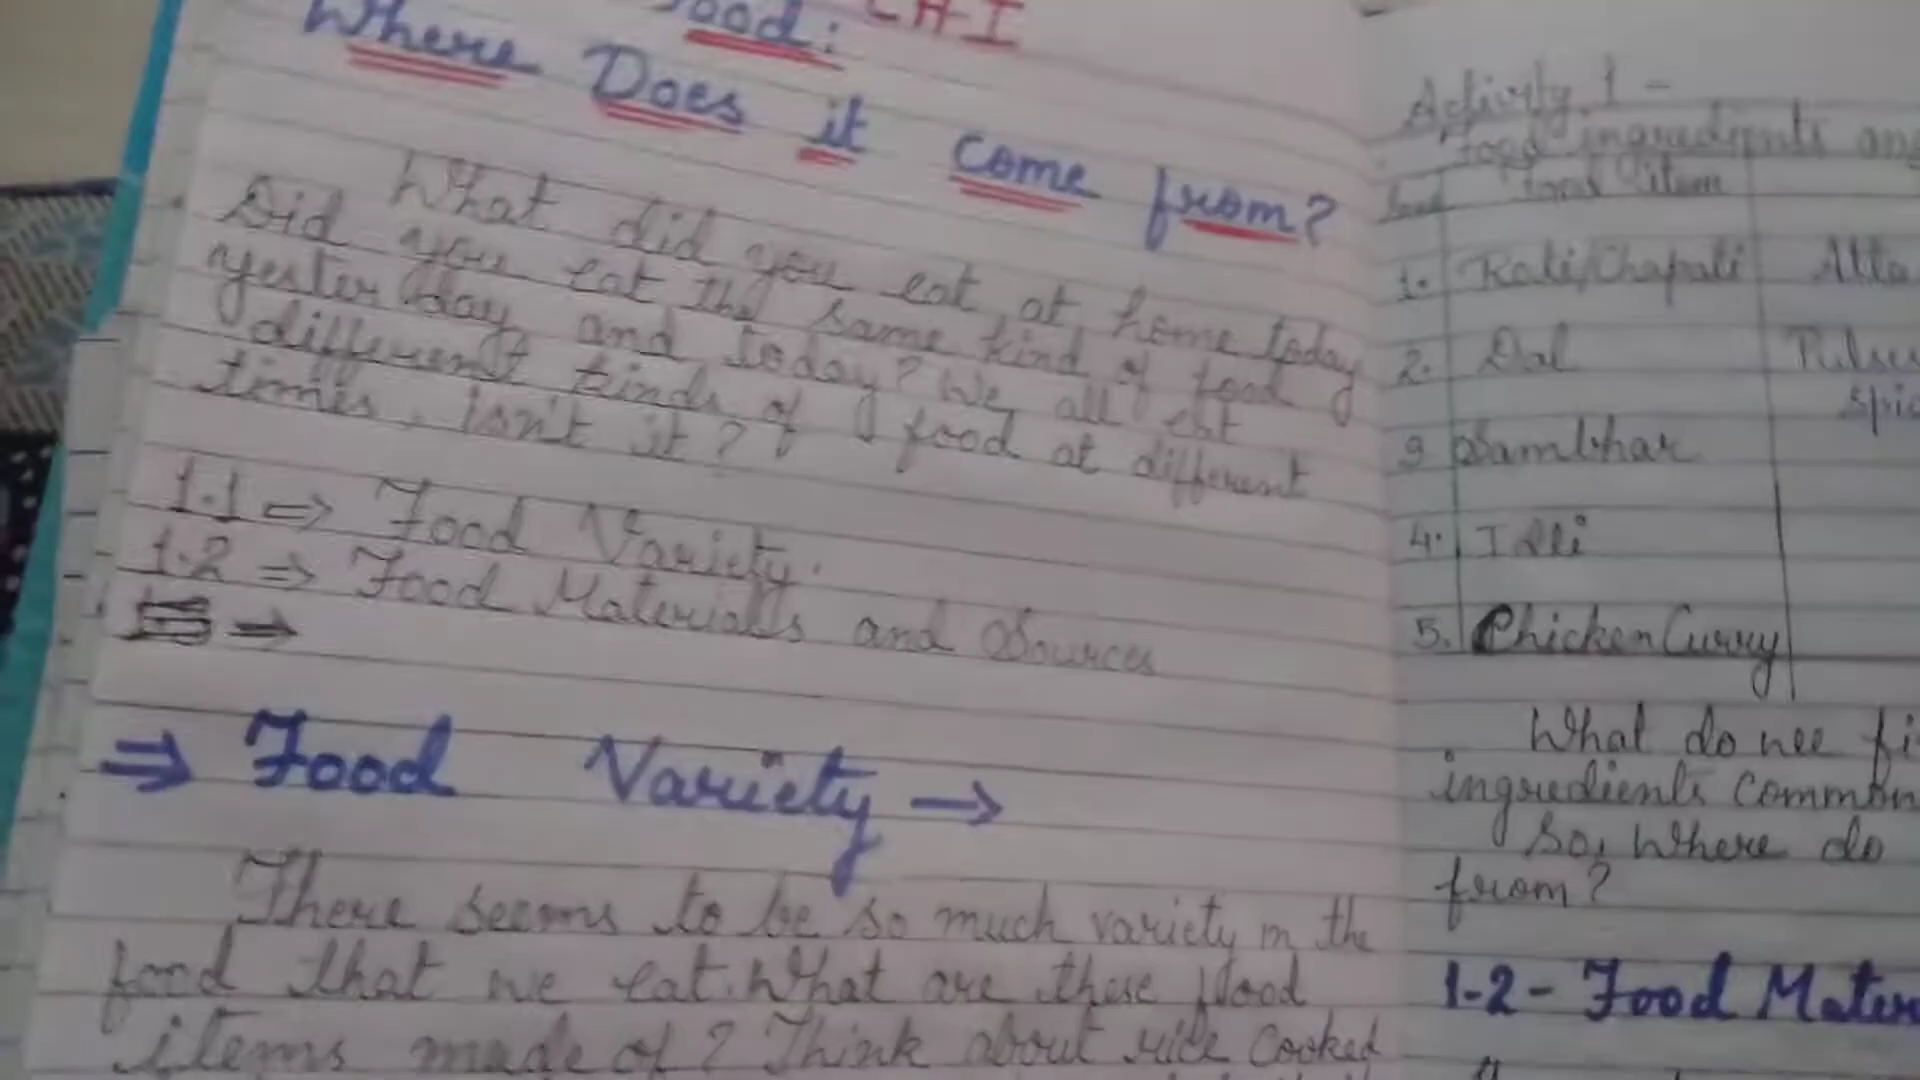 CH-1
Food:
Where Does it come from?
What did you eat at home today
Did you eat the same kind of food
yesterday and today? We all eat
different kinds of food at different
times, isn't it?
1.1 ⇒ Food Variety.
1.2 ⇒ Food Materials and Sources
⇒ Food Variety →
There seems to be so much variety in the
food that we eat. What are these food
items made of? Think about rice cooked
Activity 1 -
food ingredients
food item
1. Roti/Chapati Atta
2. Dal
3 Sambhar
4. Idli
5. Chicken Curry
What do we
ingredients common
So, where do
from?
1-2- Food